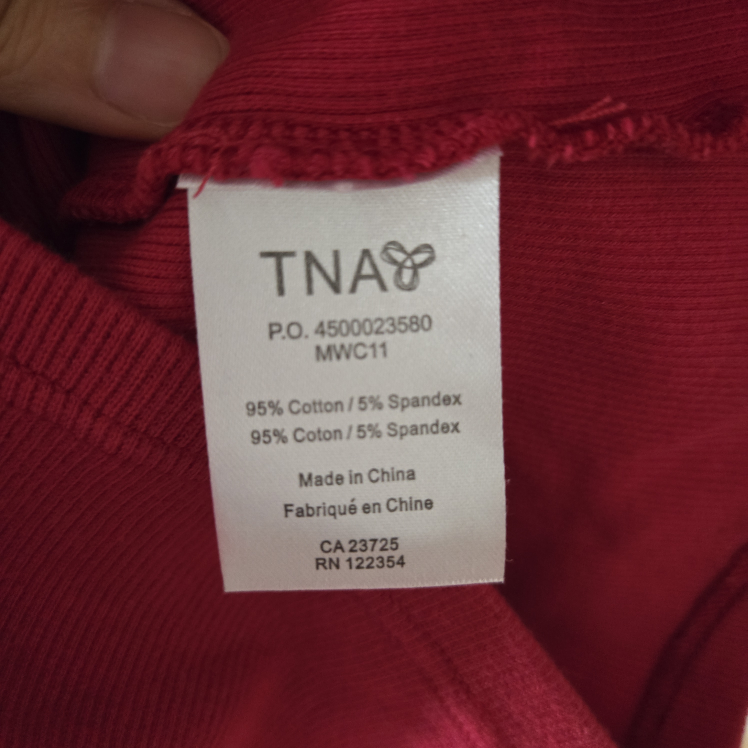 TNA
P.O. 4500023580
MWC11
95% Cotton / 5% Spandex
95% Coton / 5% Spandex
Made in China
Fabriqué en Chine
CA 23725
RN 122354